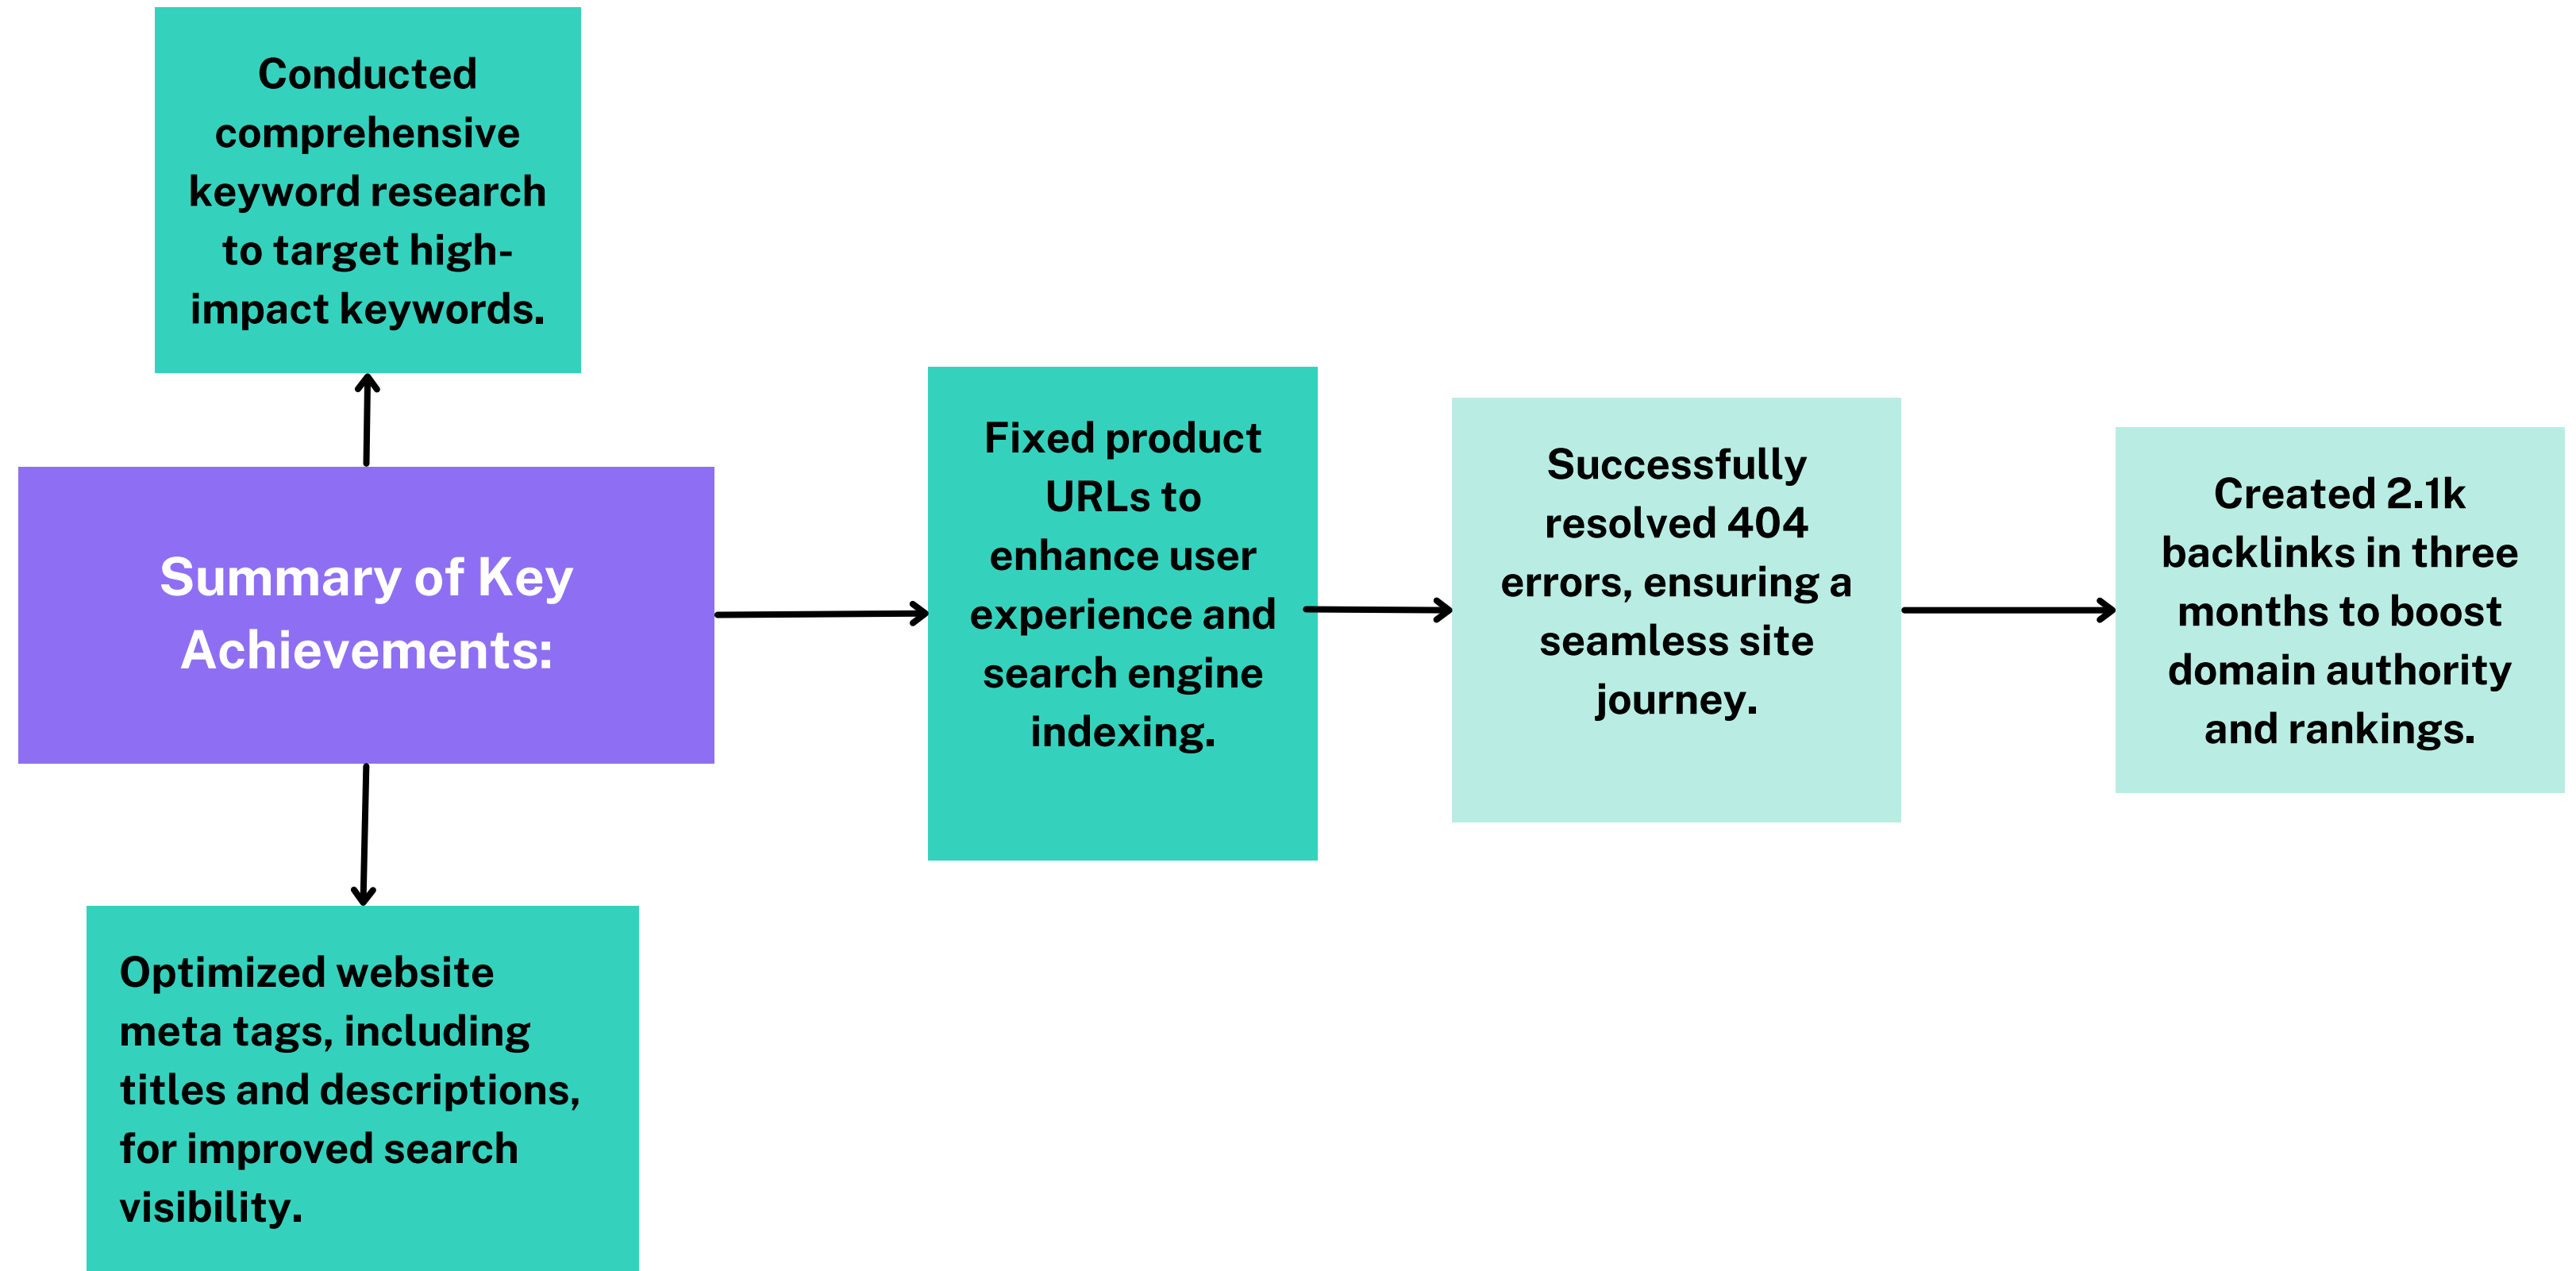 Conducted
comprehensive
keyword research
to target high-
impact keywords.
Summary of Key
Achievements:
Fixed product
URLs to
enhance user
experience and
search engine
indexing.
Successfully
resolved 404
errors, ensuring a
seamless site
journey.
Created 2.1k
backlinks in three
months to boost
domain authority
and rankings.
Optimized website
meta tags, including
titles and descriptions,
for improved search
visibility.